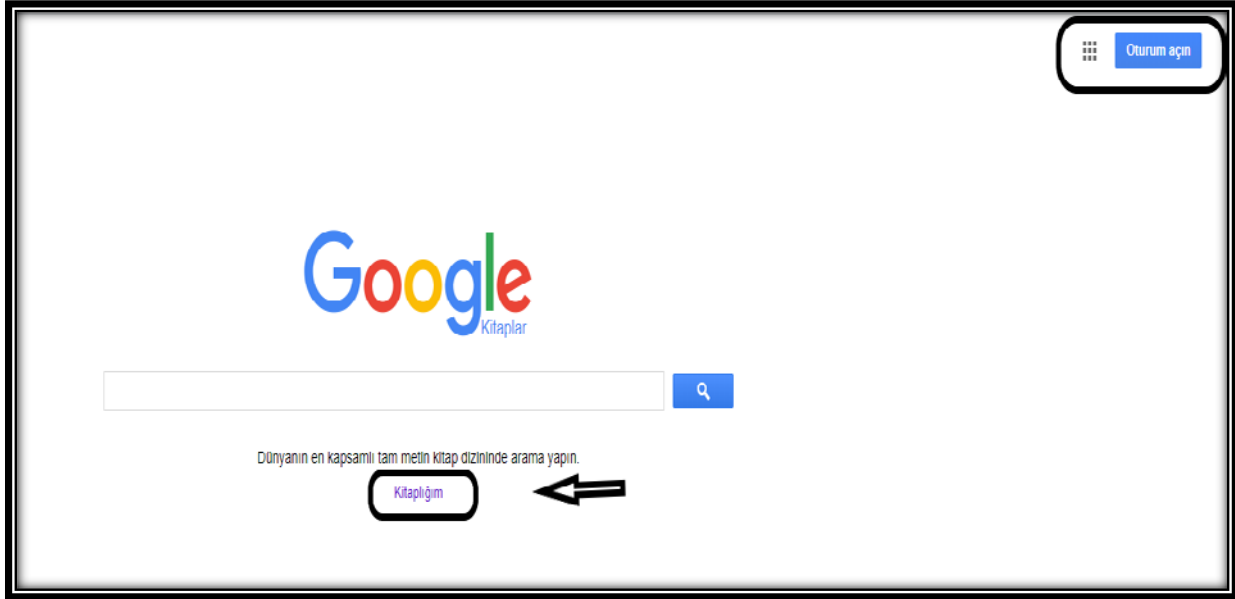 Oturum açın
Google
Kitaplar
Dünyanın en kapsamlı tam metin kitap dizininde arama yapın.
Kitaplığım